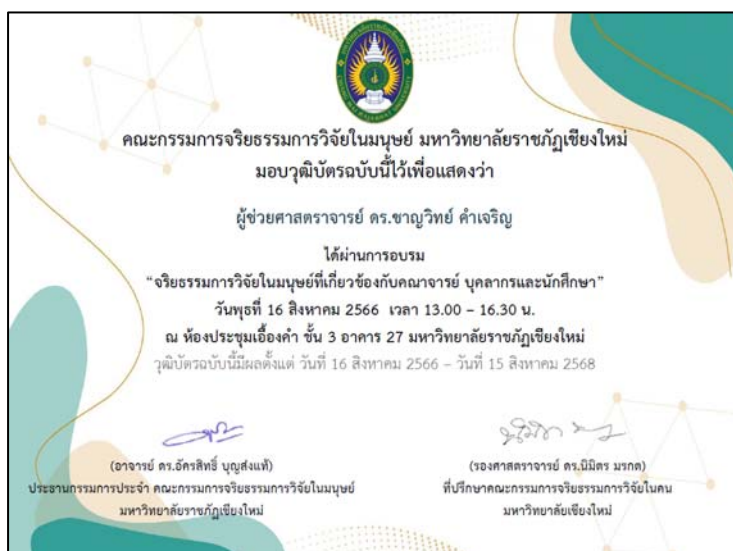 คณะกรรมการจริยธรรมการวิจัยในมนุษย์ มหาวิทยาลัยราชภัฏเชียงใหม่
มอบวุฒิบัตรฉบับนี้ไว้เพื่อแสดงว่า
ผู้ช่วยศาสตราจารย์ ดร.ชาญวิทย์ คำเจริญ
ได้ผ่านการอบรม
“จริยธรรมการวิจัยในมนุษย์ที่เกี่ยวข้องกับคณาจารย์ บุคลากรและนักศึกษา”
วันพุธที่ 16 สิงหาคม 2566 เวลา 13.00 – 16.30 น.
ณ ห้องประชุมเอื้องคำ ชั้น 3 อาคาร 27 มหาวิทยาลัยราชภัฏเชียงใหม่
วุฒิบัตรฉบับนี้มีผลตั้งแต่ วันที่ 16 สิงหาคม 2566 – วันที่ 15 สิงหาคม 2568
(อาจารย์ ดร.อัครสิทธิ์ บุญส่งแท้)
ประธานกรรมการประจำ คณะกรรมการจริยธรรมการวิจัยในมนุษย์
มหาวิทยาลัยราชภัฏเชียงใหม่
(รองศาสตราจารย์ ดร.นิมิตร มรกต)
ที่ปรึกษาคณะกรรมการจริยธรรมการวิจัยในคน
มหาวิทยาลัยเชียงใหม่